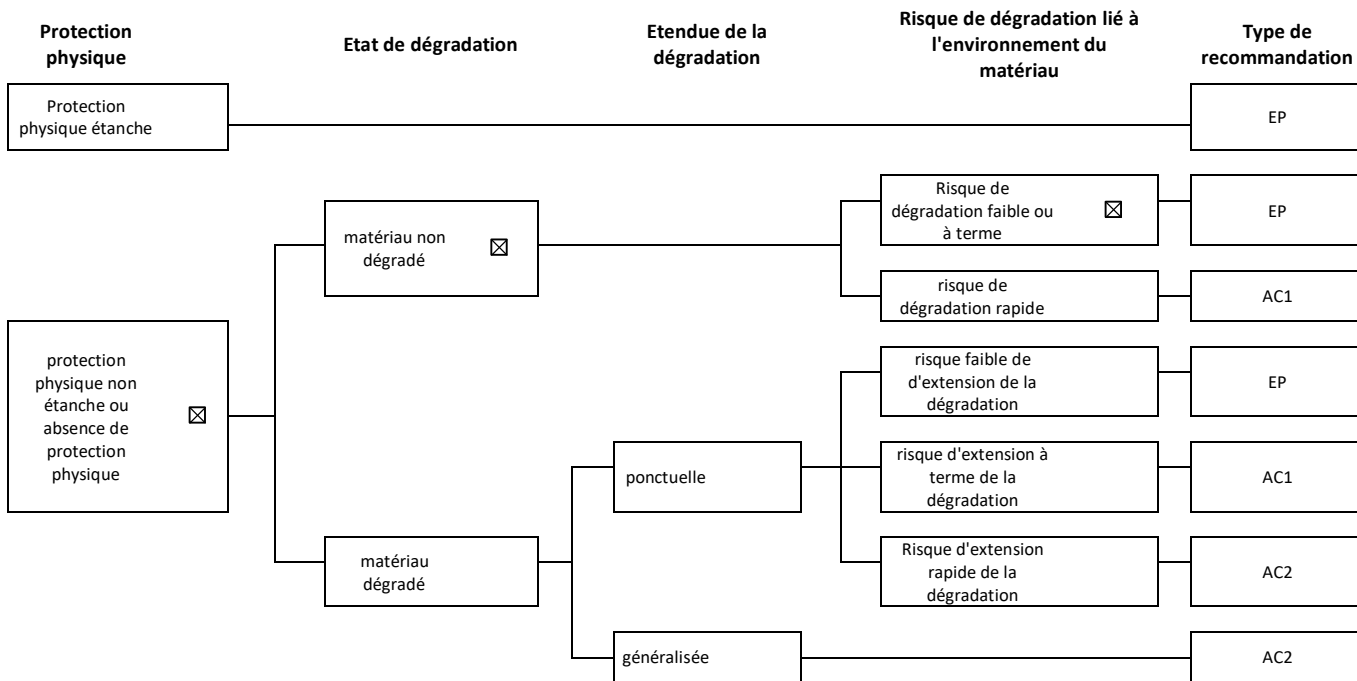 Protection
physique
Etat de dégradation
Etendue de la
dégradation
Risque de dégradation lié à
l'environnement du
matériau
Type de
recommandation
Protection
physique étanche
EP
protection
physique non
étanche ou
absence de
protection
physique
matériau non
dégradé
Risque de
dégradation faible ou
à terme
EP
risque de
dégradation rapide
AC1
matériau
dégradé
ponctuelle
risque faible de
d'extension de la
dégradation
EP
risque d'extension à
terme de la
dégradation
AC1
Risque d'extension
rapide de la
dégradation
AC2
généralisée
AC2